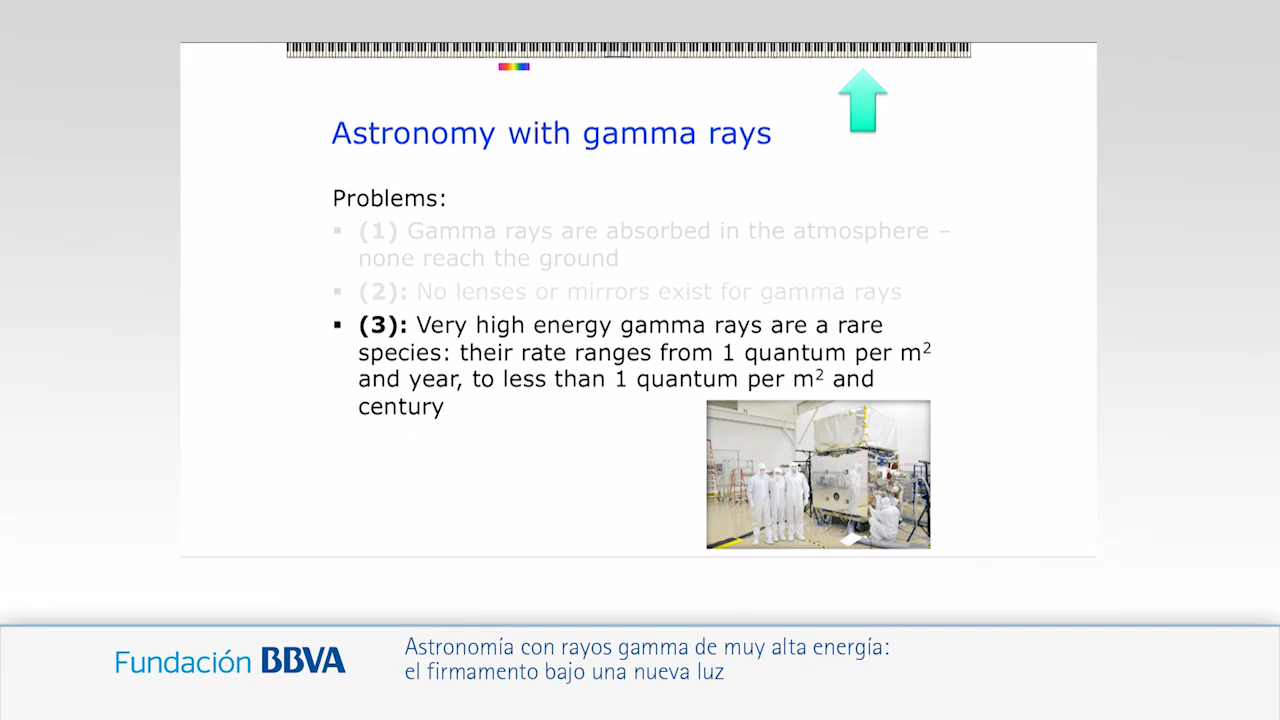 Astronomy with gamma rays
Problems:
▪ (1) Gamma rays are absorbed in the atmosphere –
none reach the ground
▪ (2): No lenses or mirrors exist for gamma rays
▪ (3): Very high energy gamma rays are a rare
species: their rate ranges from 1 quantum per m²
and year, to less than 1 quantum per m² and
century
Fundación BBVA
Astronomía con rayos gamma de muy alta energía:
el firmamento bajo una nueva luz